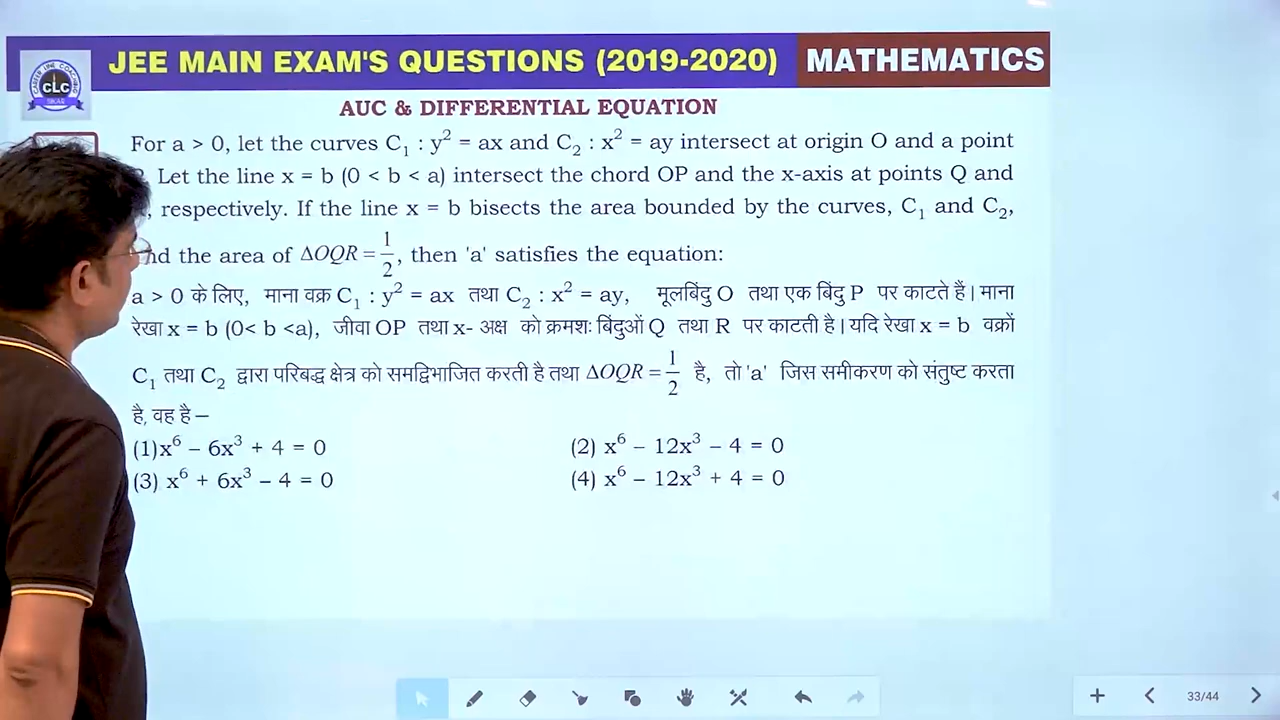 JEE MAIN EXAM'S QUESTIONS (2019-2020) MATHEMATICS
CLC
SIKAR
AUC & DIFFERENTIAL EQUATION
For a > 0, let the curves C₁ : y² = ax and C₂ : x² = ay intersect at origin O and a point
Let the line x = b (0 < b < a) intersect the chord OP and the x-axis at points Q and
, respectively. If the line x = b bisects the area bounded by the curves, C₁ and C₂,
the area of ΔOQR = 1/2, then 'a' satisfies the equation:
a > 0 के लिए, माना वक्र C₁ : y² = ax तथा C₂ : x² = ay, मूलबिंदु O तथा एक बिंदु P पर काटते हैं। माना
रेखा x = b (0< b <a), जीवा OP तथा x- अक्ष को क्रमशः बिंदुओं Q तथा R पर काटती है। यदि रेखा x = b वक्रों
C₁ तथा C₂ द्वारा परिबद्ध क्षेत्र को समद्विभाजित करती है तथा ΔOQR = 1/2 है, तो 'a' जिस समीकरण को संतुष्ट करता
है, वह है –
(1)x⁶ – 6x³ + 4 = 0 (2) x⁶ – 12x³ – 4 = 0
(3) x⁶ + 6x³ – 4 = 0 (4) x⁶ – 12x³ + 4 = 0
33/44